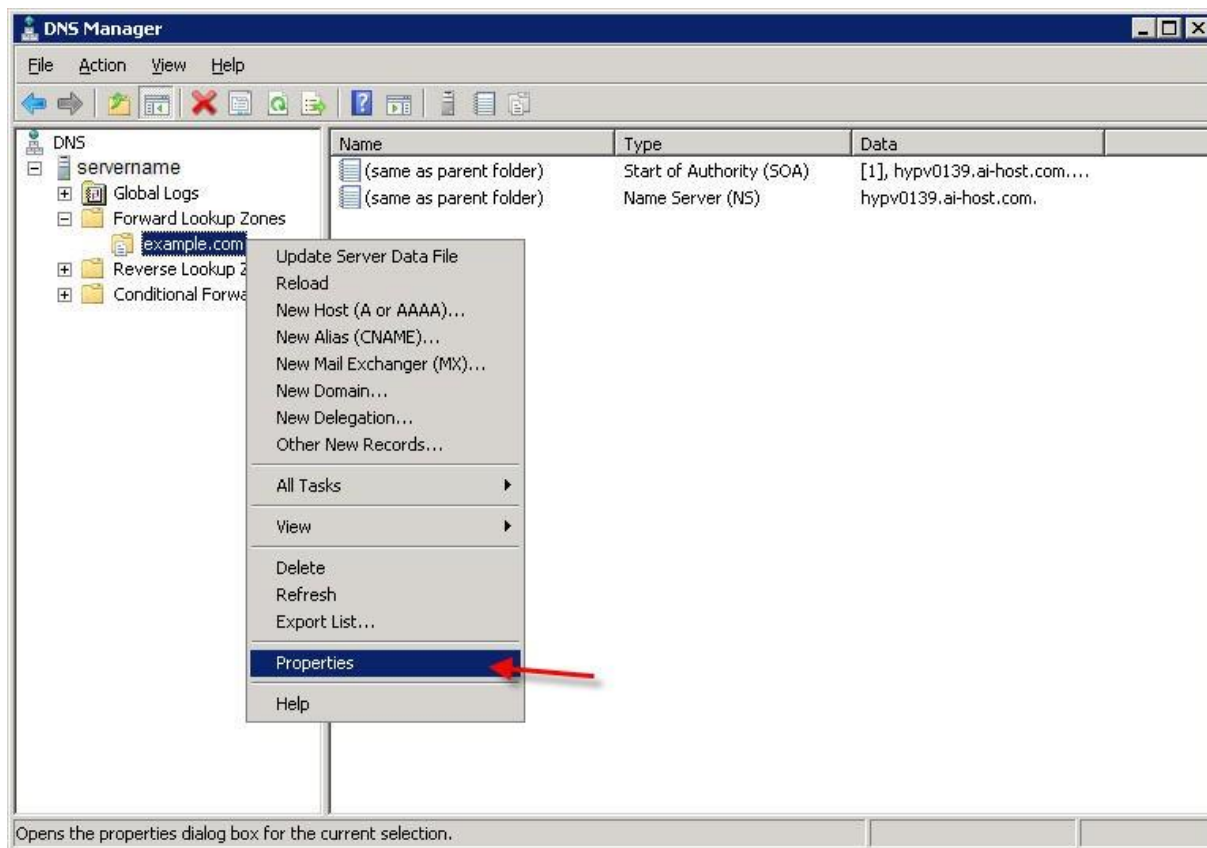 DNS Manager
File Action View Help
DNS
servername
Global Logs
Forward Lookup Zones
example.com
Reverse Lookup Z
Conditional Forwa
Name Type Data
(same as parent folder) Start of Authority (SOA) [1], hypv0139.ai-host.com....
(same as parent folder) Name Server (NS) hypv0139.ai-host.com.
Update Server Data File
Reload
New Host (A or AAAA)...
New Alias (CNAME)...
New Mail Exchanger (MX)...
New Domain...
New Delegation...
Other New Records...
All Tasks
View
Delete
Refresh
Export List...
Properties
Help
Opens the properties dialog box for the current selection.